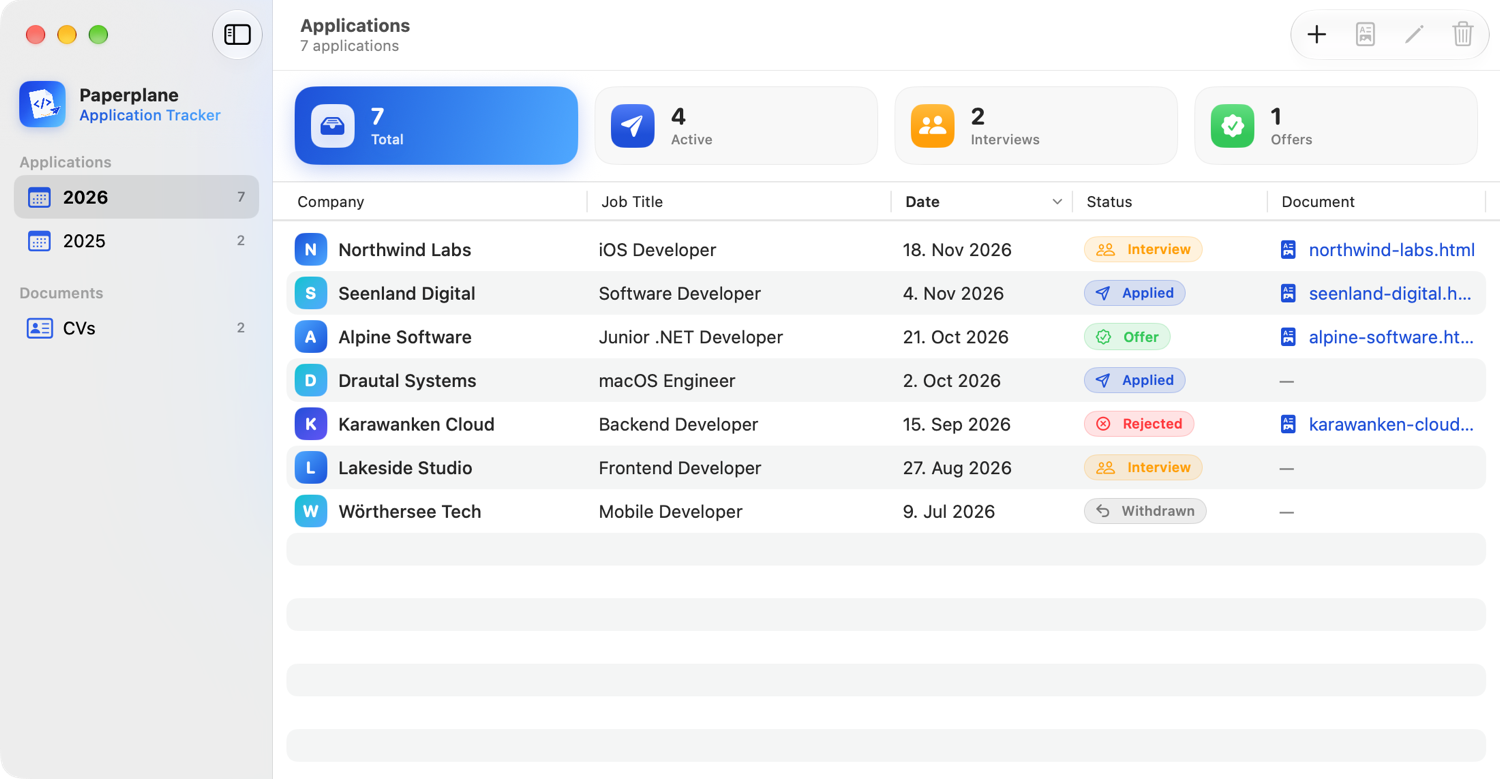 Paperplane
Application Tracker
Applications
2026 7
2025 2
Documents
CVs 2
Applications
7 applications
7
Total
4
Active
2
Interviews
1
Offers
Company Job Title Date Status Document
N Northwind Labs iOS Developer 18. Nov 2026 Interview northwind-labs.html
S Seenland Digital Software Developer 4. Nov 2026 Applied seenland-digital.h...
A Alpine Software Junior .NET Developer 21. Oct 2026 Offer alpine-software.ht...
D Drautal Systems macOS Engineer 2. Oct 2026 Applied —
K Karawanken Cloud Backend Developer 15. Sep 2026 Rejected karawanken-cloud...
L Lakeside Studio Frontend Developer 27. Aug 2026 Interview —
W Wörthersee Tech Mobile Developer 9. Jul 2026 Withdrawn —